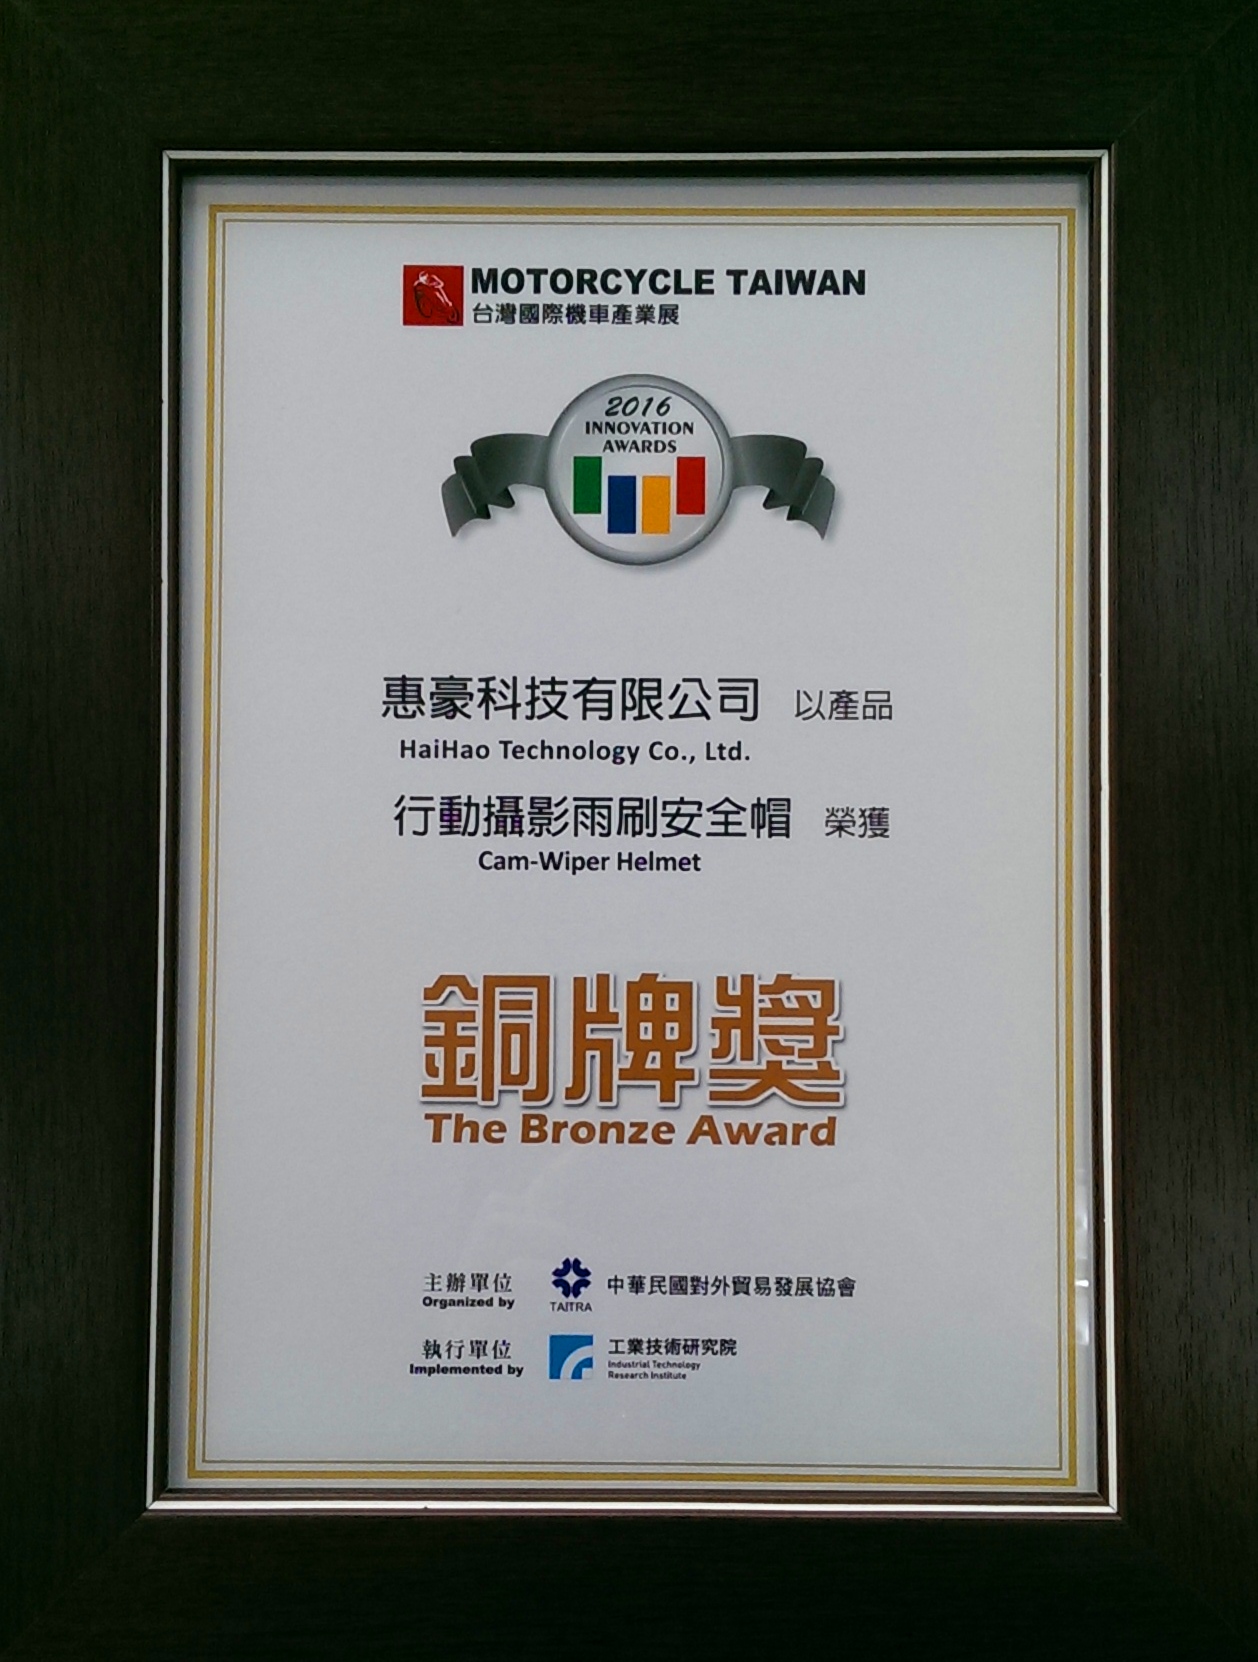 MOTORCYCLE TAIWAN
台灣國際機車產業展
2016
INNOVATION
AWARDS
惠豪科技有限公司 以產品
HaiHao Technology Co., Ltd.
行動攝影雨刷安全帽 榮獲
Cam-Wiper Helmet
銅牌獎
The Bronze Award
主辦單位
Organized by
TAITRA
中華民國對外貿易發展協會
執行單位
Implemented by
工業技術研究院
Industrial Technology
Research Institute